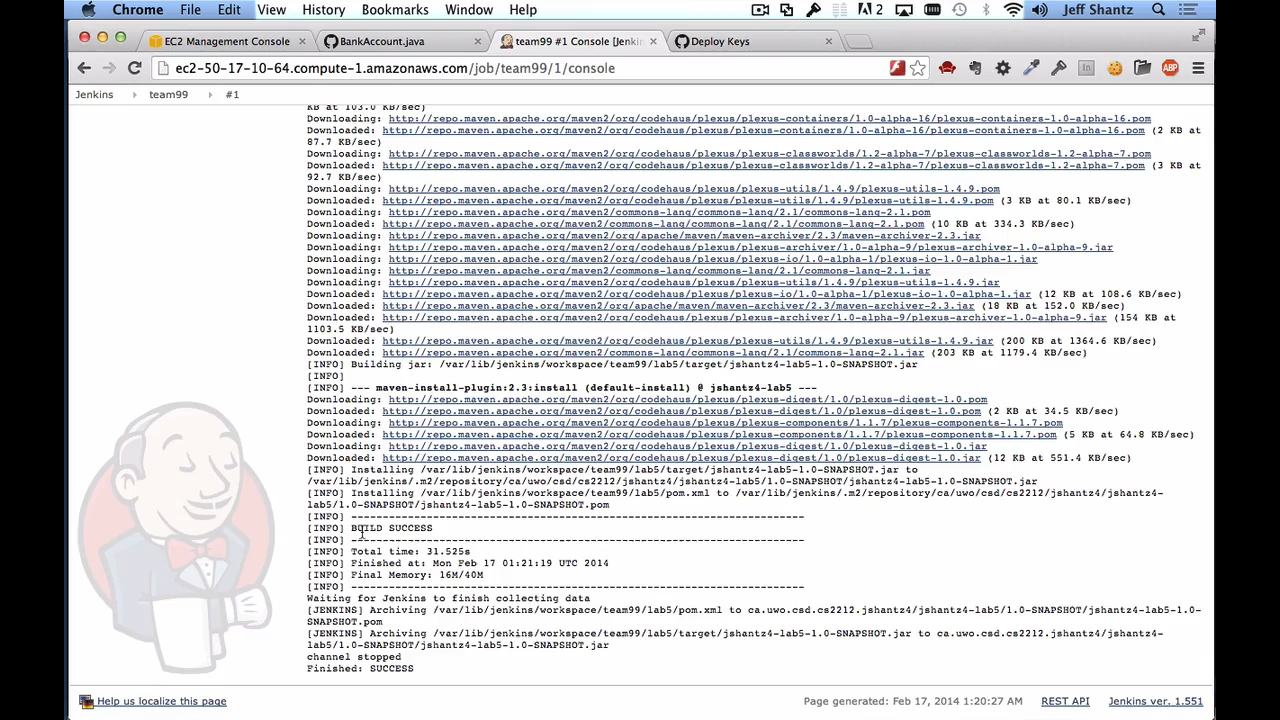 Chrome File Edit View History Bookmarks Window Help 2 Jeff Shantz
EC2 Management Console BankAccount.java team99 #1 Console [Jenkin Deploy Keys
ec2-50-17-10-64.compute-1.amazonaws.com/job/team99/1/console
Jenkins team99 #1
KB at 103.0 KB/sec)
Downloading: http://repo.maven.apache.org/maven2/org/codehaus/plexus/plexus-containers/1.0-alpha-16/plexus-containers-1.0-alpha-16.pom
Downloaded: http://repo.maven.apache.org/maven2/org/codehaus/plexus/plexus-containers/1.0-alpha-16/plexus-containers-1.0-alpha-16.pom (2 KB at
87.7 KB/sec)
Downloading: http://repo.maven.apache.org/maven2/org/codehaus/plexus/plexus-classworlds/1.2-alpha-7/plexus-classworlds-1.2-alpha-7.pom
Downloaded: http://repo.maven.apache.org/maven2/org/codehaus/plexus/plexus-classworlds/1.2-alpha-7/plexus-classworlds-1.2-alpha-7.pom (3 KB at
92.7 KB/sec)
Downloading: http://repo.maven.apache.org/maven2/org/codehaus/plexus/plexus-utils/1.4.9/plexus-utils-1.4.9.pom
Downloaded: http://repo.maven.apache.org/maven2/org/codehaus/plexus/plexus-utils/1.4.9/plexus-utils-1.4.9.pom (3 KB at 80.1 KB/sec)
Downloading: http://repo.maven.apache.org/maven2/commons-lang/commons-lang/2.1/commons-lang-2.1.pom
Downloaded: http://repo.maven.apache.org/maven2/commons-lang/commons-lang/2.1/commons-lang-2.1.pom (10 KB at 334.3 KB/sec)
Downloading: http://repo.maven.apache.org/maven2/org/apache/maven/maven-archiver/2.3/maven-archiver-2.3.jar
Downloading: http://repo.maven.apache.org/maven2/org/codehaus/plexus/plexus-archiver/1.0-alpha-9/plexus-archiver-1.0-alpha-9.jar
Downloading: http://repo.maven.apache.org/maven2/org/codehaus/plexus/plexus-io/1.0-alpha-1/plexus-io-1.0-alpha-1.jar
Downloading: http://repo.maven.apache.org/maven2/commons-lang/commons-lang/2.1/commons-lang-2.1.jar
Downloading: http://repo.maven.apache.org/maven2/org/codehaus/plexus/plexus-utils/1.4.9/plexus-utils-1.4.9.jar
Downloaded: http://repo.maven.apache.org/maven2/org/codehaus/plexus/plexus-io/1.0-alpha-1/plexus-io-1.0-alpha-1.jar (12 KB at 108.6 KB/sec)
Downloaded: http://repo.maven.apache.org/maven2/org/apache/maven/maven-archiver/2.3/maven-archiver-2.3.jar (18 KB at 152.0 KB/sec)
Downloaded: http://repo.maven.apache.org/maven2/org/codehaus/plexus/plexus-archiver/1.0-alpha-9/plexus-archiver-1.0-alpha-9.jar (154 KB at
1103.5 KB/sec)
Downloaded: http://repo.maven.apache.org/maven2/org/codehaus/plexus/plexus-utils/1.4.9/plexus-utils-1.4.9.jar (200 KB at 1364.6 KB/sec)
Downloaded: http://repo.maven.apache.org/maven2/commons-lang/commons-lang/2.1/commons-lang-2.1.jar (203 KB at 1179.4 KB/sec)
[INFO] Building jar: /var/lib/jenkins/workspace/team99/lab5/target/jshantz4-lab5-1.0-SNAPSHOT.jar
[INFO]
[INFO] --- maven-install-plugin:2.3:install (default-install) @ jshantz4-lab5 ---
Downloading: http://repo.maven.apache.org/maven2/org/codehaus/plexus/plexus-digest/1.0/plexus-digest-1.0.pom
Downloaded: http://repo.maven.apache.org/maven2/org/codehaus/plexus/plexus-digest/1.0/plexus-digest-1.0.pom (2 KB at 34.5 KB/sec)
Downloading: http://repo.maven.apache.org/maven2/org/codehaus/plexus/plexus-components/1.1.7/plexus-components-1.1.7.pom
Downloaded: http://repo.maven.apache.org/maven2/org/codehaus/plexus/plexus-components/1.1.7/plexus-components-1.1.7.pom (5 KB at 64.8 KB/sec)
Downloading: http://repo.maven.apache.org/maven2/org/codehaus/plexus/plexus-digest/1.0/plexus-digest-1.0.jar
Downloaded: http://repo.maven.apache.org/maven2/org/codehaus/plexus/plexus-digest/1.0/plexus-digest-1.0.jar (12 KB at 551.4 KB/sec)
[INFO] Installing /var/lib/jenkins/workspace/team99/lab5/target/jshantz4-lab5-1.0-SNAPSHOT.jar to
/var/lib/jenkins/.m2/repository/ca/uwo/csd/cs2212/jshantz4/jshantz4-lab5/1.0-SNAPSHOT/jshantz4-lab5-1.0-SNAPSHOT.jar
[INFO] Installing /var/lib/jenkins/workspace/team99/lab5/pom.xml to /var/lib/jenkins/.m2/repository/ca/uwo/csd/cs2212/jshantz4/jshantz4-
lab5/1.0-SNAPSHOT/jshantz4-lab5-1.0-SNAPSHOT.pom
[INFO] ------------------------------------------------------------------------
[INFO] BUILD SUCCESS
[INFO] ------------------------------------------------------------------------
[INFO] Total time: 31.525s
[INFO] Finished at: Mon Feb 17 01:21:19 UTC 2014
[INFO] Final Memory: 16M/40M
[INFO] ------------------------------------------------------------------------
Waiting for Jenkins to finish collecting data
[JENKINS] Archiving /var/lib/jenkins/workspace/team99/lab5/pom.xml to ca.uwo.csd.cs2212.jshantz4/jshantz4-lab5/1.0-SNAPSHOT/jshantz4-lab5-1.0-
SNAPSHOT.pom
[JENKINS] Archiving /var/lib/jenkins/workspace/team99/lab5/target/jshantz4-lab5-1.0-SNAPSHOT.jar to ca.uwo.csd.cs2212.jshantz4/jshantz4-
lab5/1.0-SNAPSHOT/jshantz4-lab5-1.0-SNAPSHOT.jar
channel stopped
Finished: SUCCESS
Help us localize this page Page generated: Feb 17, 2014 1:20:27 AM REST API Jenkins ver. 1.551